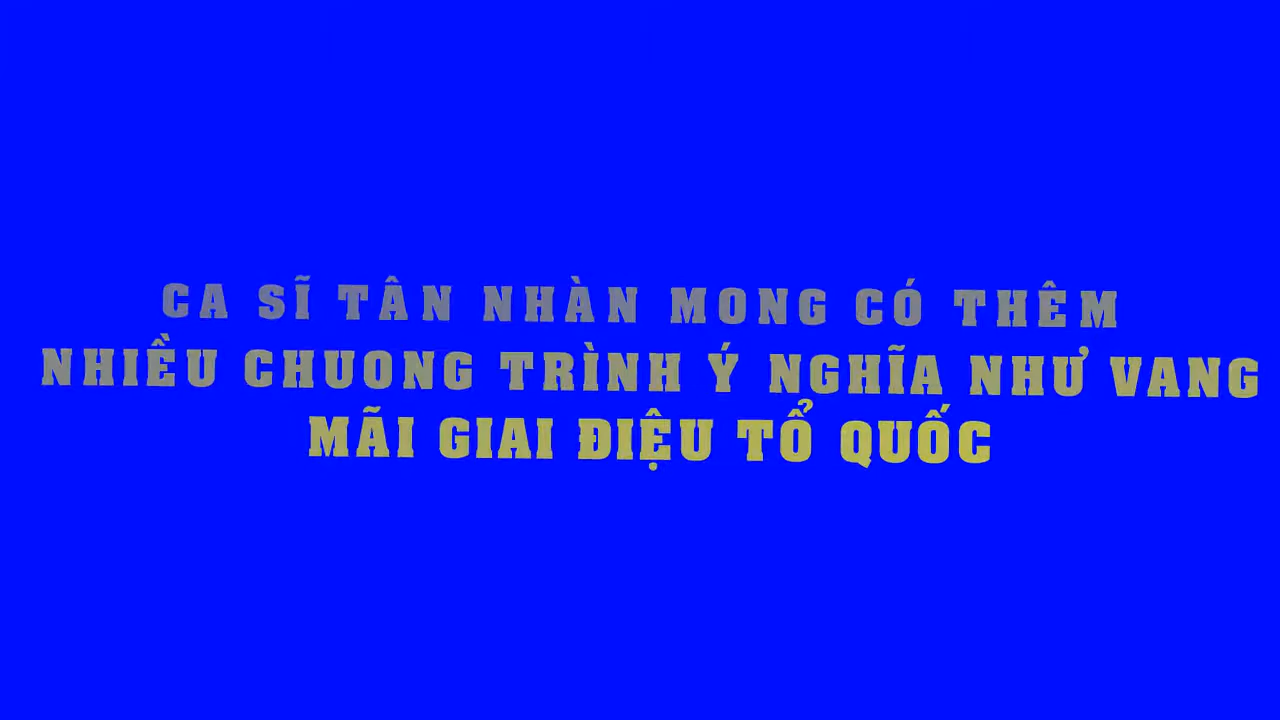 CA SĨ TÂN NHÀN MONG CÓ THÊM
NHIỀU CHUONG TRÌNH Ý NGHĨA NHƯ VANG
MÃI GIAI ĐIỆU TỔ QUỐC